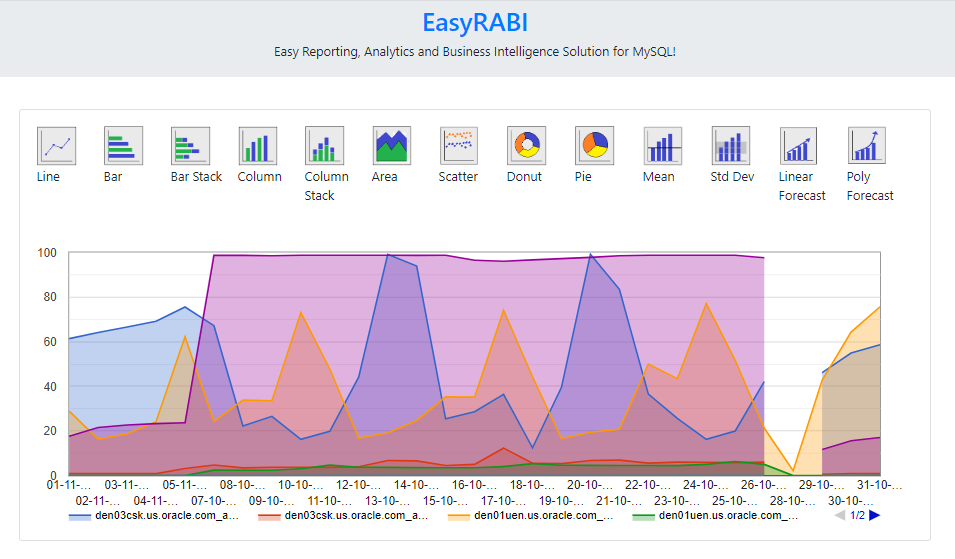 EasyRABI
Easy Reporting, Analytics and Business Intelligence Solution for MySQL!
Line Bar Bar Stack Column Column Stack Area Scatter Donut Pie Mean Std Dev Linear Forecast Poly Forecast
100
80
60
40
20
0
01-11-... 03-11-... 05-11-... 08-10-... 10-10-... 12-10-... 14-10-... 16-10-... 18-10-... 20-10-... 22-10-... 24-10-... 26-10-... 29-10-... 31-10-...
02-11-... 04-11-... 07-10-... 09-10-... 11-10-... 13-10-... 15-10-... 17-10-... 19-10-... 21-10-... 23-10-... 25-10-... 28-10-... 30-10-...
den03csk.us.oracle.com_a... den03csk.us.oracle.com_a... den01uen.us.oracle.com_... den01uen.us.oracle.com_... 1/2